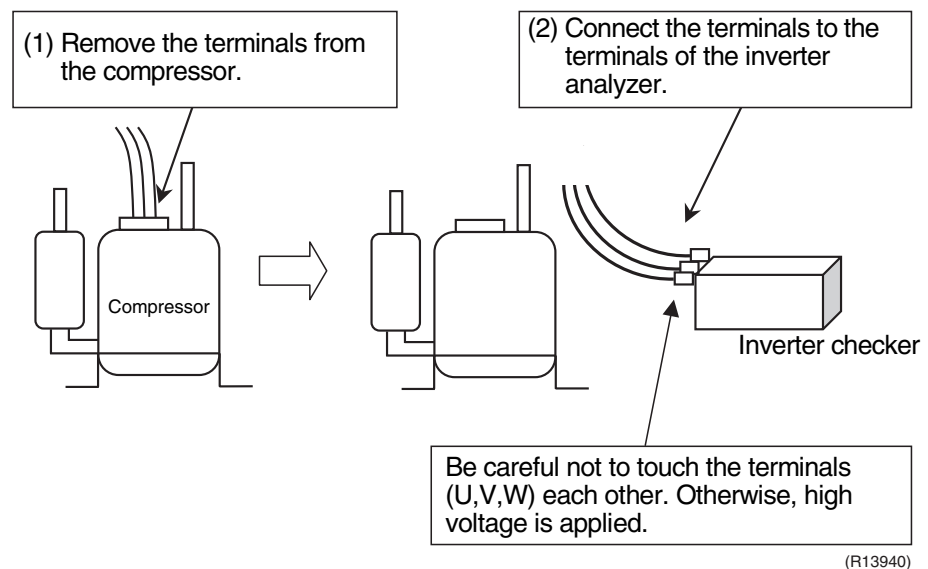 (1) Remove the terminals from
the compressor.
(2) Connect the terminals to the
terminals of the inverter
analyzer.
Compressor
Inverter checker
Be careful not to touch the terminals
(U,V,W) each other. Otherwise, high
voltage is applied.
(R13940)